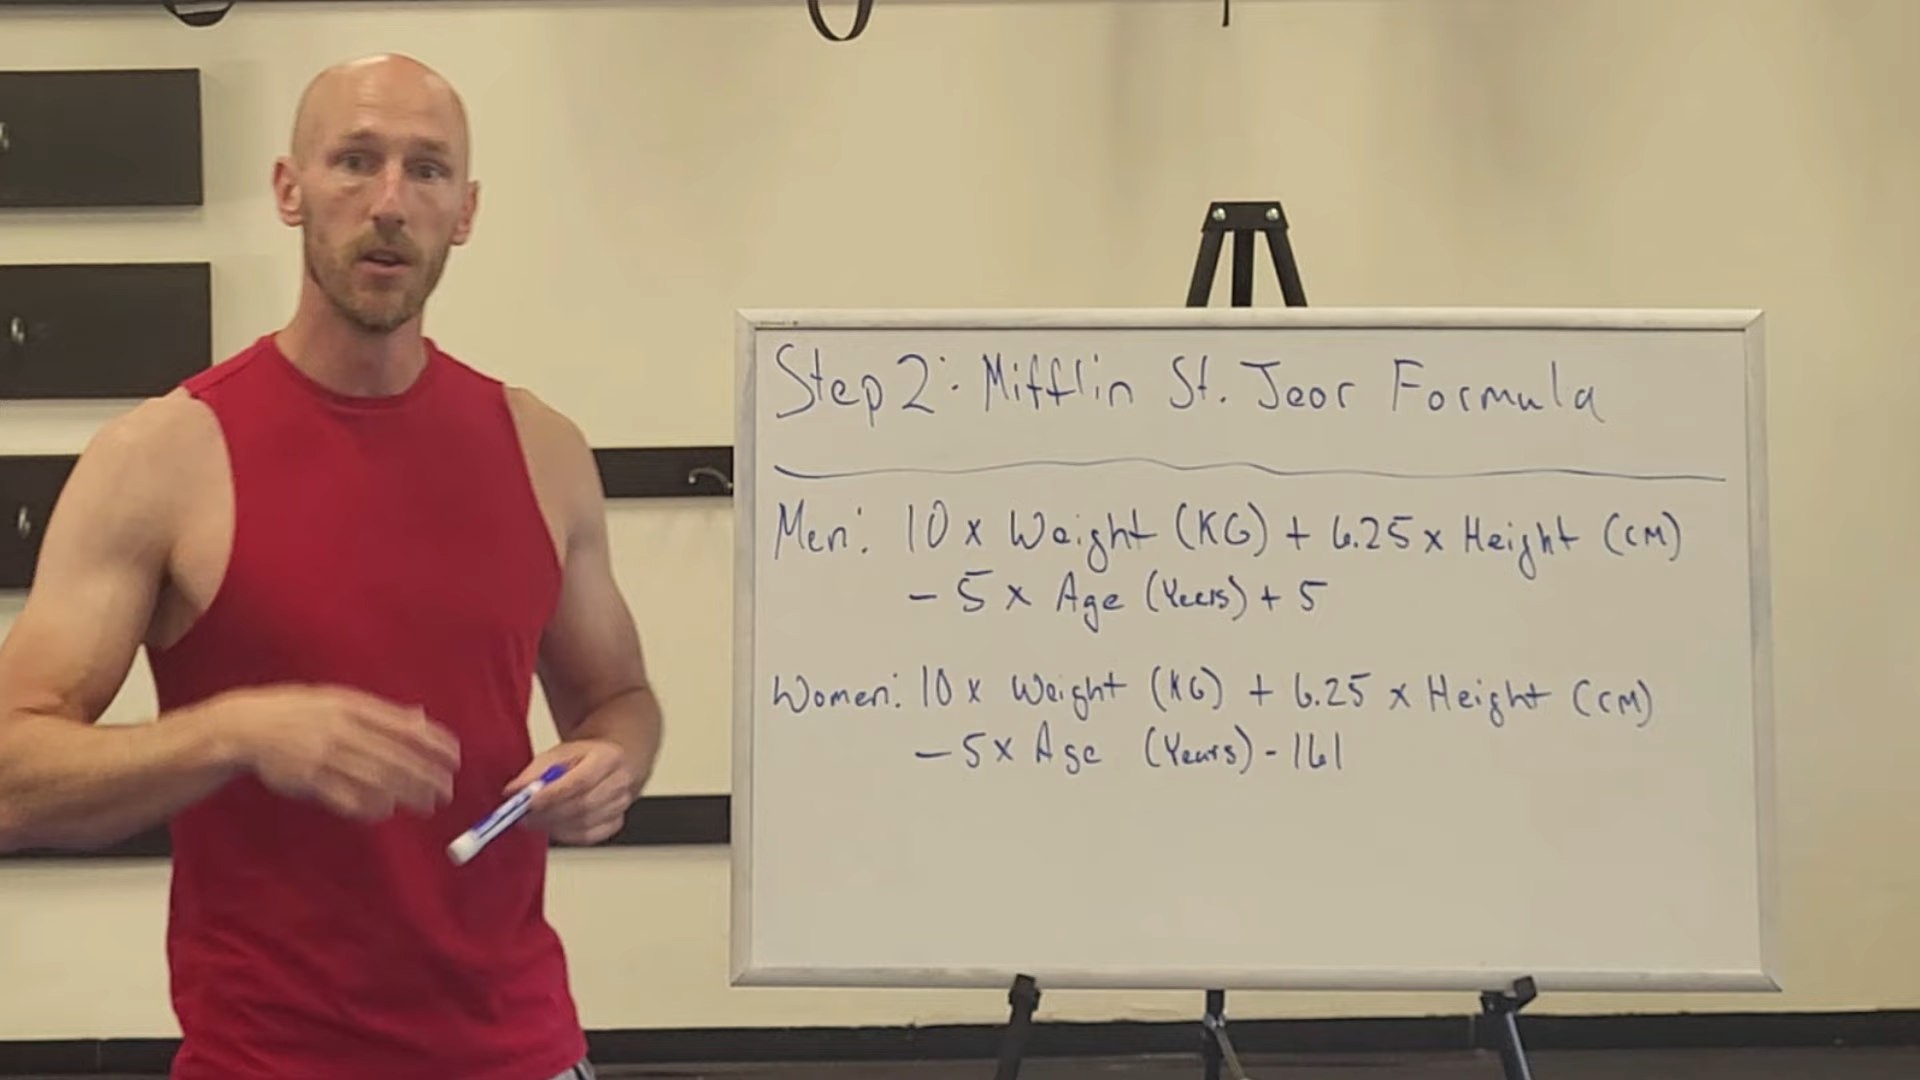 Step 2: Mifflin St. Jeor Formula
Men: 10 x Weight (KG) + 6.25 x Height (CM)
- 5 x Age (Years) + 5
Women: 10 x Weight (KG) + 6.25 x Height (CM)
- 5 x Age (Years) - 161